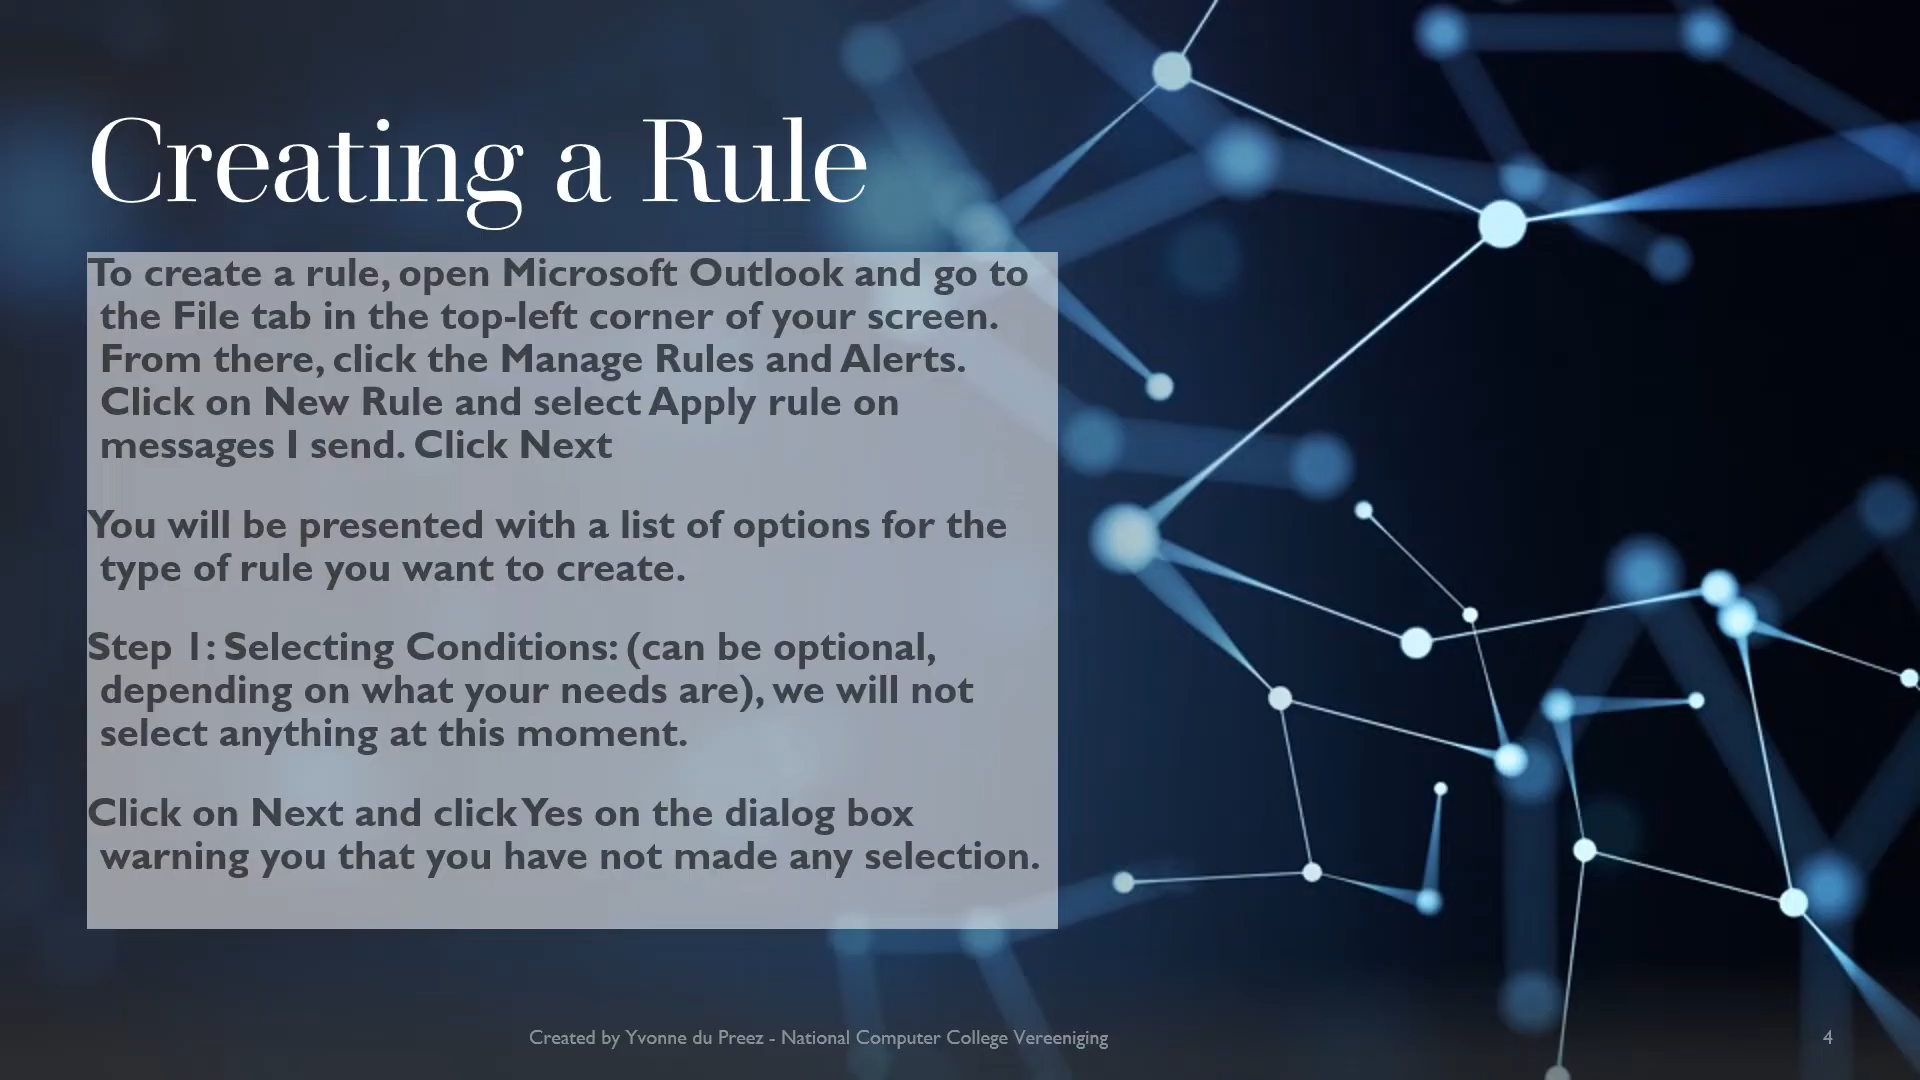 Creating a Rule
To create a rule, open Microsoft Outlook and go to
the File tab in the top-left corner of your screen.
From there, click the Manage Rules and Alerts.
Click on New Rule and select Apply rule on
messages I send. Click Next
You will be presented with a list of options for the
type of rule you want to create.
Step 1: Selecting Conditions: (can be optional,
depending on what your needs are), we will not
select anything at this moment.
Click on Next and click Yes on the dialog box
warning you that you have not made any selection.
Created by Yvonne du Preez - National Computer College Vereeniging
4